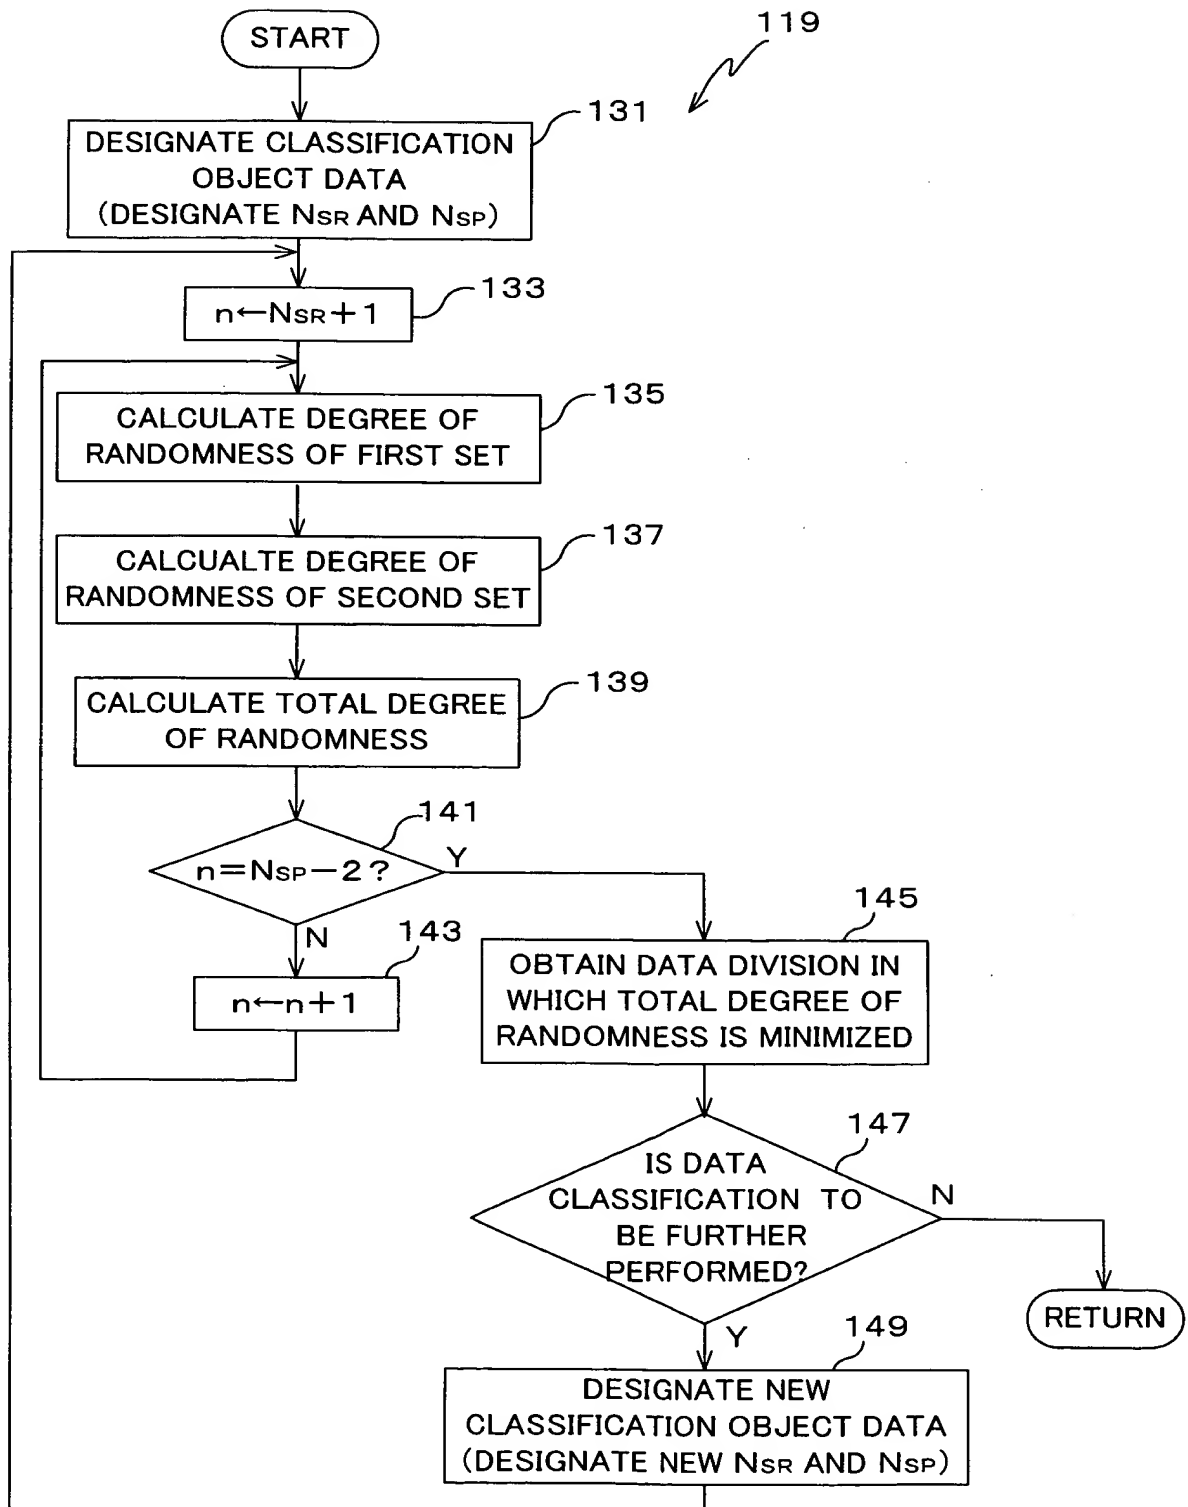 START
119
131
DESIGNATE CLASSIFICATION
OBJECT DATA
(DESIGNATE NSR AND NSP)
133
n←NSR+1
135
CALCULATE DEGREE OF
RANDOMNESS OF FIRST SET
137
CALCUALTE DEGREE OF
RANDOMNESS OF SECOND SET
139
CALCULATE TOTAL DEGREE
OF RANDOMNESS
141
n=NSP-2?
Y
N
143
n←n+1
145
OBTAIN DATA DIVISION IN
WHICH TOTAL DEGREE OF
RANDOMNESS IS MINIMIZED
147
IS DATA
CLASSIFICATION TO
BE FURTHER
PERFORMED?
N
RETURN
Y
149
DESIGNATE NEW
CLASSIFICATION OBJECT DATA
(DESIGNATE NEW NSR AND NSP)